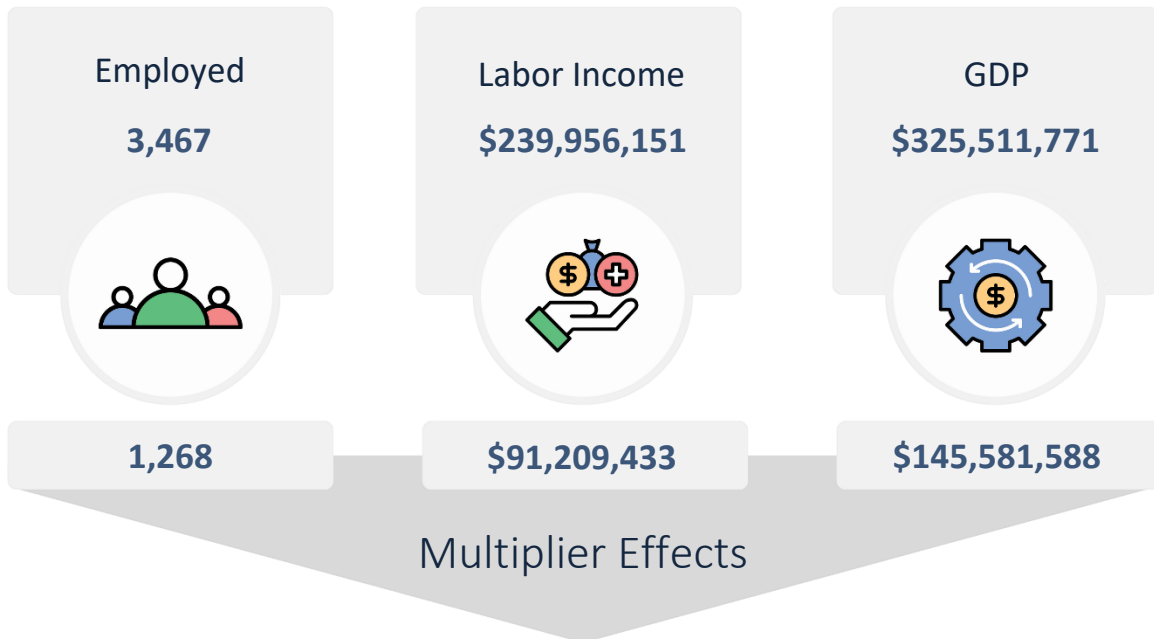 Employed
3,467
Labor Income
$239,956,151
GDP
$325,511,771
1,268
$91,209,433
$145,581,588
Multiplier Effects